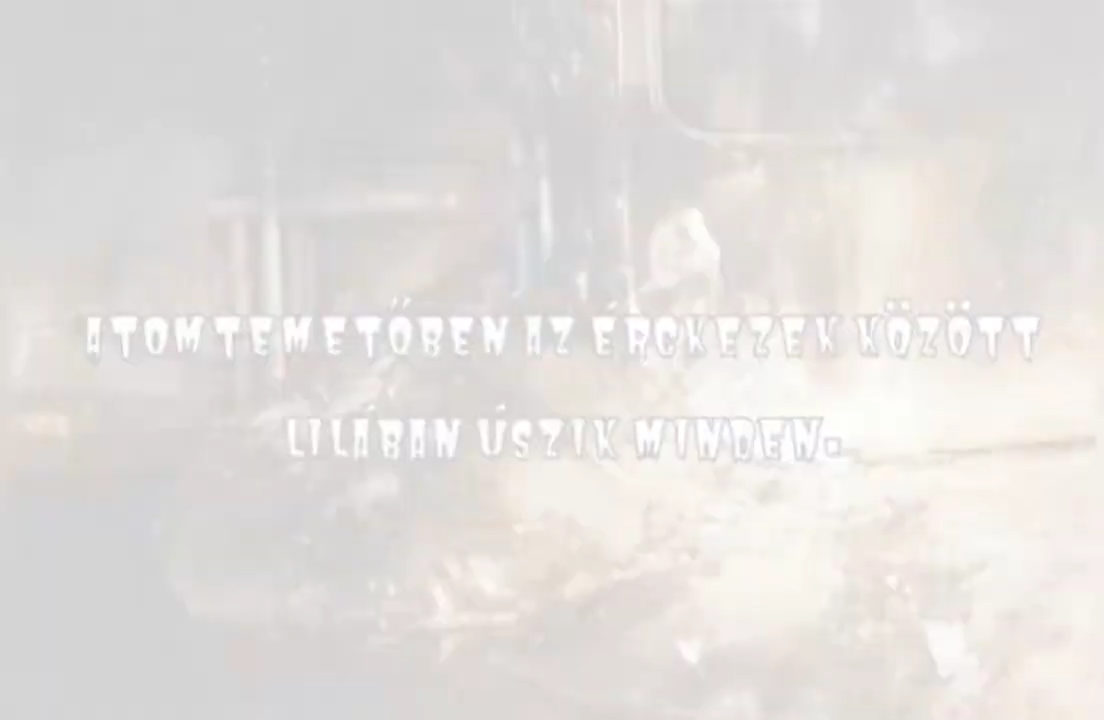 ATOMTEMETŐBEN AZ ÉRCKEZEK KÖZÖTT
LILÁBAN ÚSZIK MINDEN.